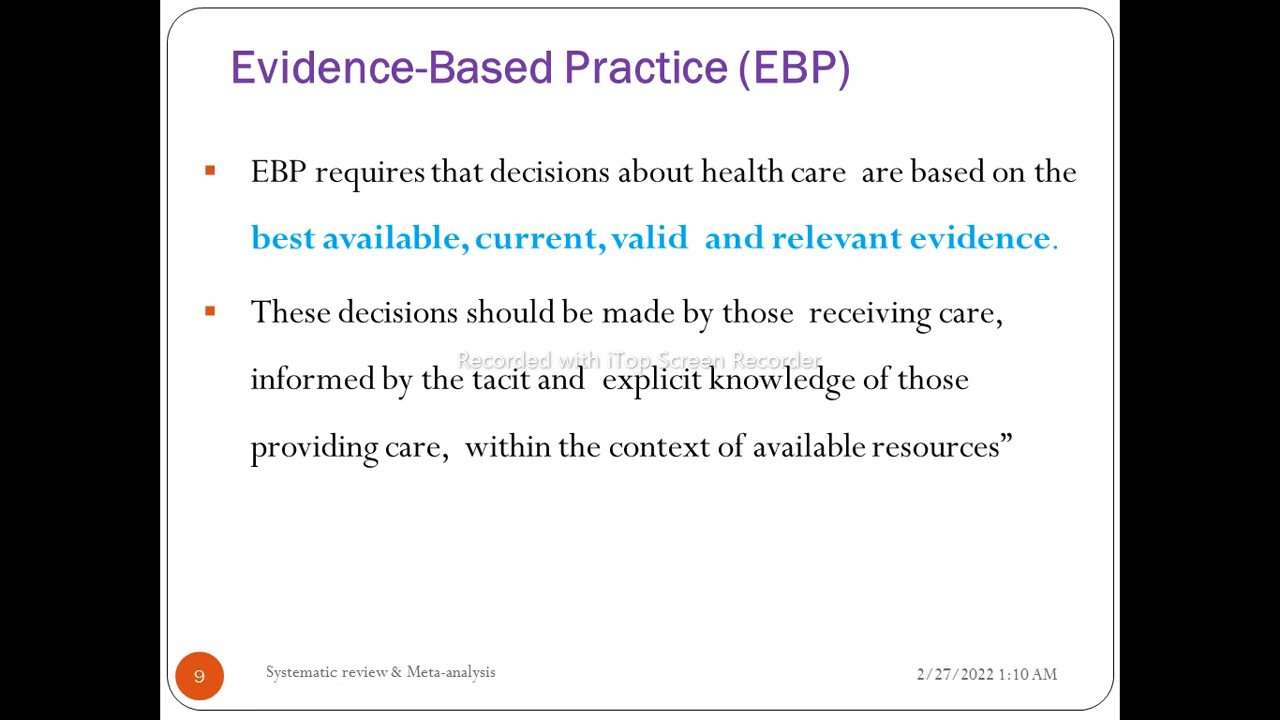 Evidence-Based Practice (EBP)
EBP requires that decisions about health care are based on the
best available, current, valid and relevant evidence.
These decisions should be made by those receiving care,
Recorded with iTop Screen Recorder
informed by the tacit and explicit knowledge of those
providing care, within the context of available resources”
9
Systematic review & Meta-analysis
2/27/2022 1:10 AM